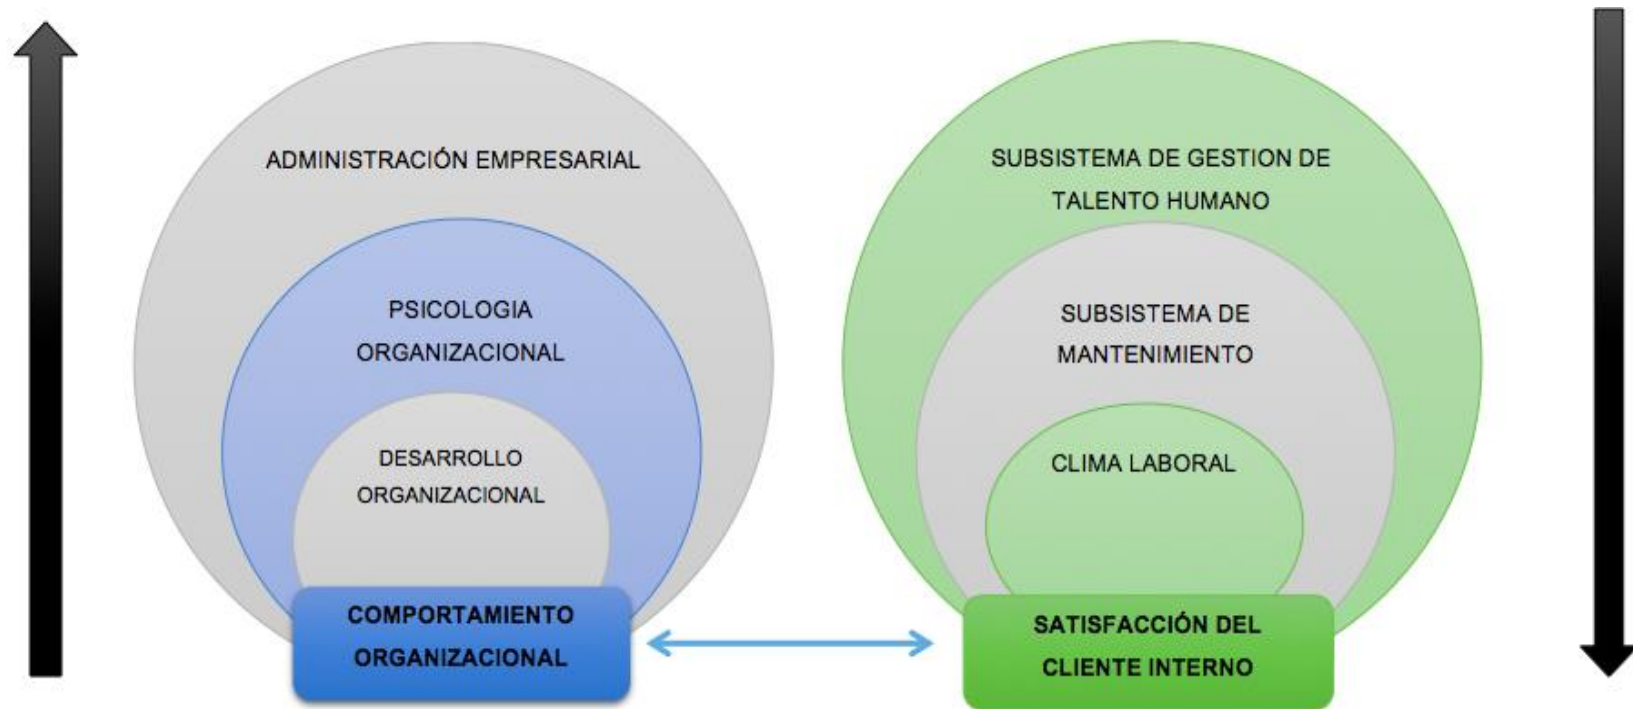 ADMINISTRACIÓN EMPRESARIAL
PSICOLOGIA
ORGANIZACIONAL
DESARROLLO
ORGANIZACIONAL
COMPORTAMIENTO
ORGANIZACIONAL
SUBSISTEMA DE GESTION DE
TALENTO HUMANO
SUBSISTEMA DE
MANTENIMIENTO
CLIMA LABORAL
SATISFACCIÓN DEL
CLIENTE INTERNO